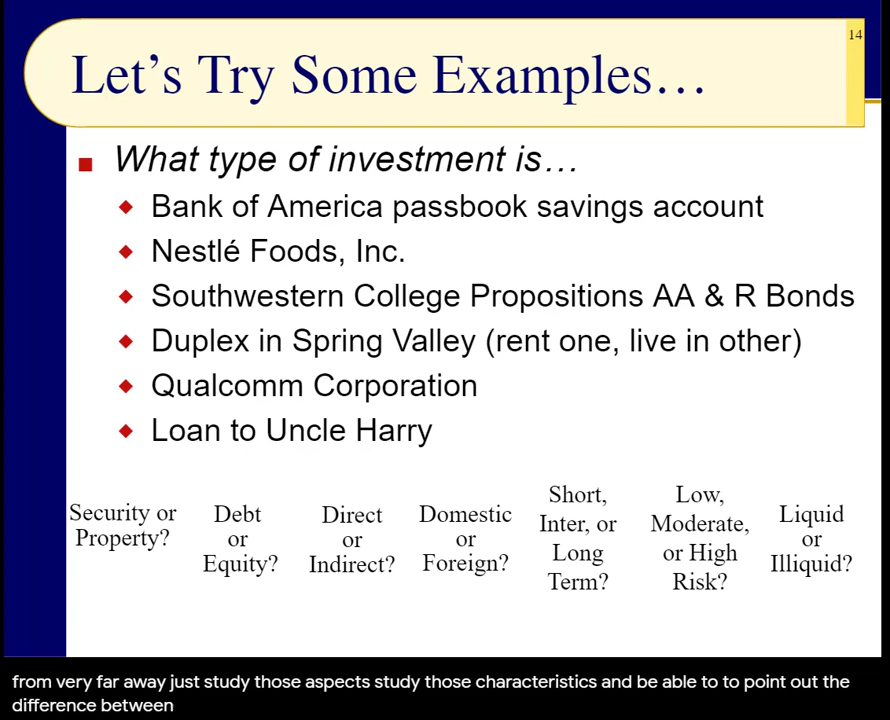 14
Let's Try Some Examples…
What type of investment is…
Bank of America passbook savings account
Nestlé Foods, Inc.
Southwestern College Propositions AA & R Bonds
Duplex in Spring Valley (rent one, live in other)
Qualcomm Corporation
Loan to Uncle Harry
Security or
Property?
Debt
or
Equity?
Direct
or
Indirect?
Domestic
or
Foreign?
Short,
Inter, or
Long
Term?
Low,
Moderate,
or High
Risk?
Liquid
or
Illiquid?
from very far away just study those aspects study those characteristics and be able to to point out the
difference between